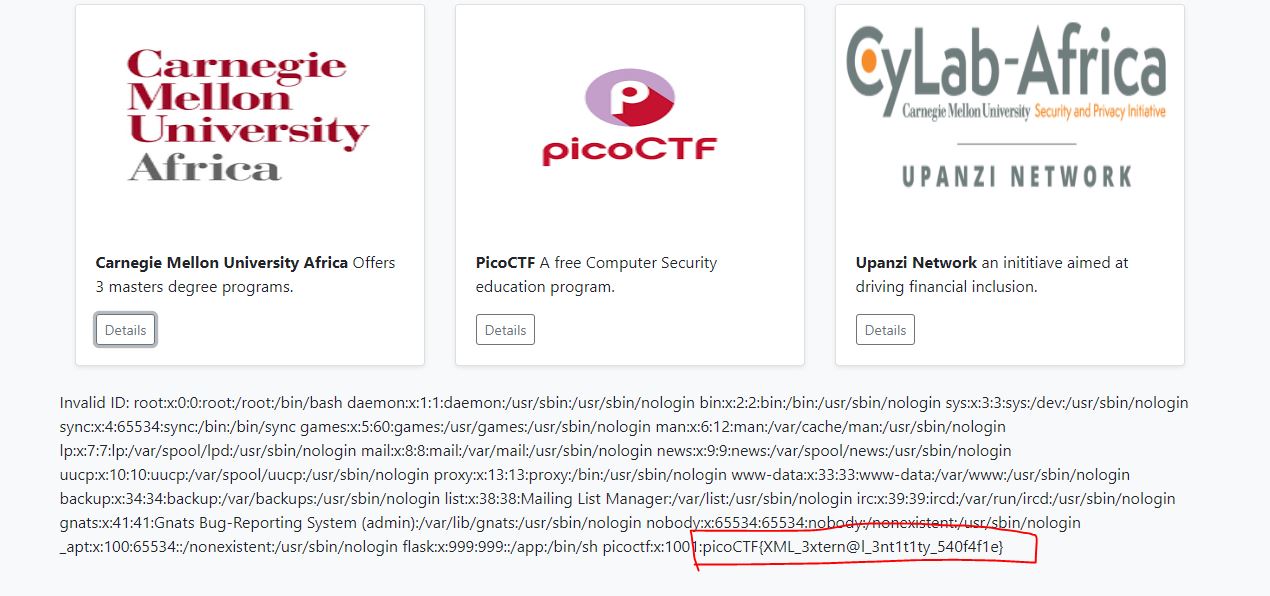 Carnegie
Mellon
University
Africa
Carnegie Mellon University Africa Offers
3 masters degree programs.
Details
picoCTF
PicoCTF A free Computer Security
education program.
Details
CyLab-Africa
Carnegie Mellon University Security and Privacy Initiative
UPANZI NETWORK
Upanzi Network an inititiave aimed at
driving financial inclusion.
Details
Invalid ID: root:x:0:0:root:/root:/bin/bash daemon:x:1:1:daemon:/usr/sbin:/usr/sbin/nologin bin:x:2:2:bin:/bin:/usr/sbin/nologin sys:x:3:3:sys:/dev:/usr/sbin/nologin
sync:x:4:65534:sync:/bin:/bin/sync games:x:5:60:games:/usr/games:/usr/sbin/nologin man:x:6:12:man:/var/cache/man:/usr/sbin/nologin
lp:x:7:7:lp:/var/spool/lpd:/usr/sbin/nologin mail:x:8:8:mail:/var/mail:/usr/sbin/nologin news:x:9:9:news:/var/spool/news:/usr/sbin/nologin
uucp:x:10:10:uucp:/var/spool/uucp:/usr/sbin/nologin proxy:x:13:13:proxy:/bin:/usr/sbin/nologin www-data:x:33:33:www-data:/var/www:/usr/sbin/nologin
backup:x:34:34:backup:/var/backups:/usr/sbin/nologin list:x:38:38:Mailing List Manager:/var/list:/usr/sbin/nologin irc:x:39:39:ircd:/var/run/ircd:/usr/sbin/nologin
gnats:x:41:41:Gnats Bug-Reporting System (admin):/var/lib/gnats:/usr/sbin/nologin nobody:x:65534:65534:nobody:/nonexistent:/usr/sbin/nologin
_apt:x:100:65534::/nonexistent:/usr/sbin/nologin flask:x:999:999::/app:/bin/sh picoctf:x:1001:picoCTF{XML_3xtern@l_3nt1t1ty_540f4f1e}